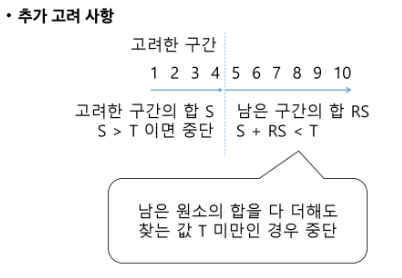 • 추가 고려 사항
고려한 구간
1 2 3 4 5 6 7 8 9 10
고려한 구간의 합 S 남은 구간의 합 RS
S > T 이면 중단 S + RS < T
남은 원소의 합을 다 더해도
찾는 값 T 미만인 경우 중단